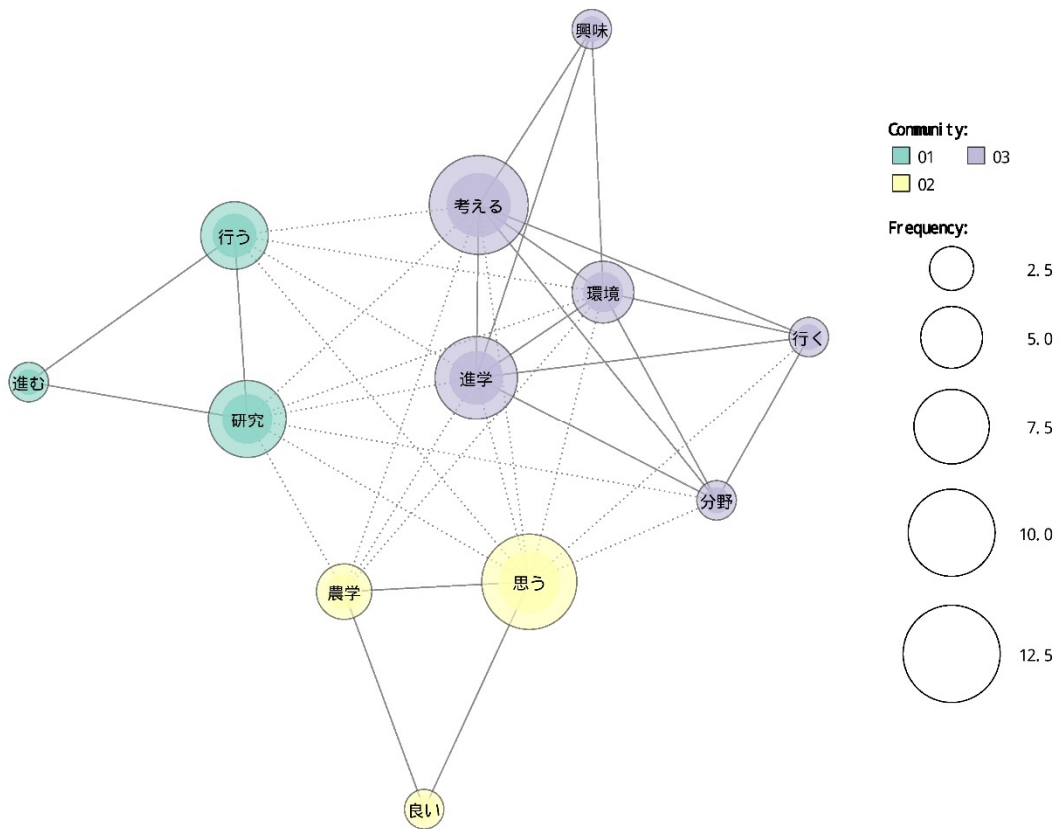 興味
考える
行う
環境
行く
進学
進む
研究
分野
思う
農学
良い
Community:
01 03
02
Frequency:
2.5
5.0
7.5
10.0
12.5